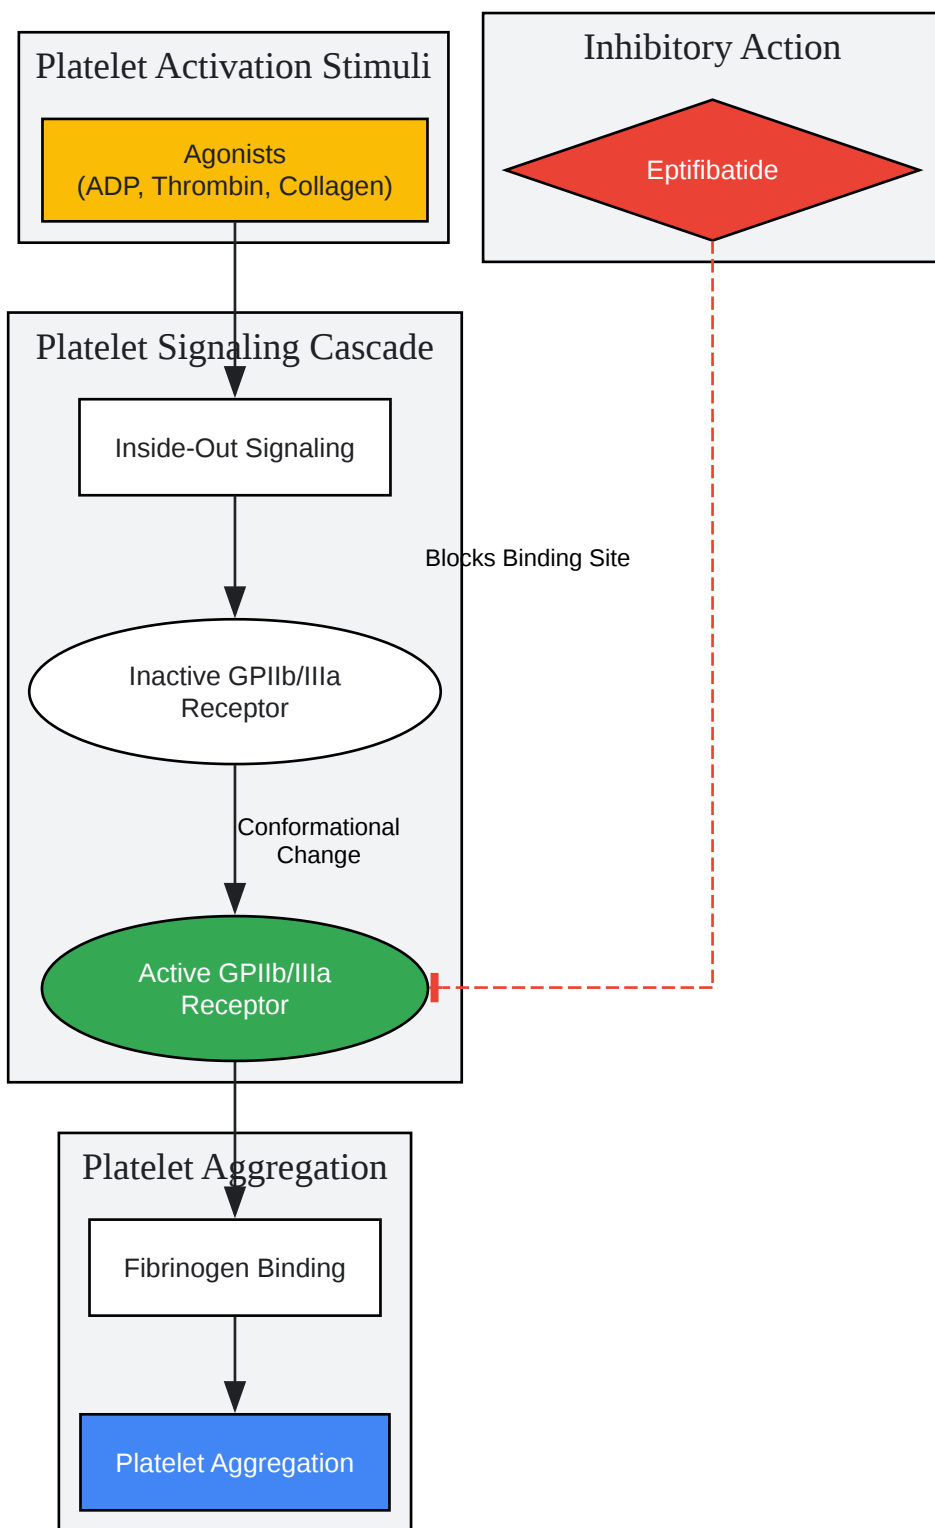 Platelet Activation Stimuli
Agonists
(ADP, Thrombin, Collagen)
Inhibitory Action
Eptifibatide
Platelet Signaling Cascade
Inside-Out Signaling
Blocks Binding Site
Inactive GPIIb/IIIa
Receptor
Conformational
Change
Active GPIIb/IIIa
Receptor
Platelet Aggregation
Fibrinogen Binding
Platelet Aggregation